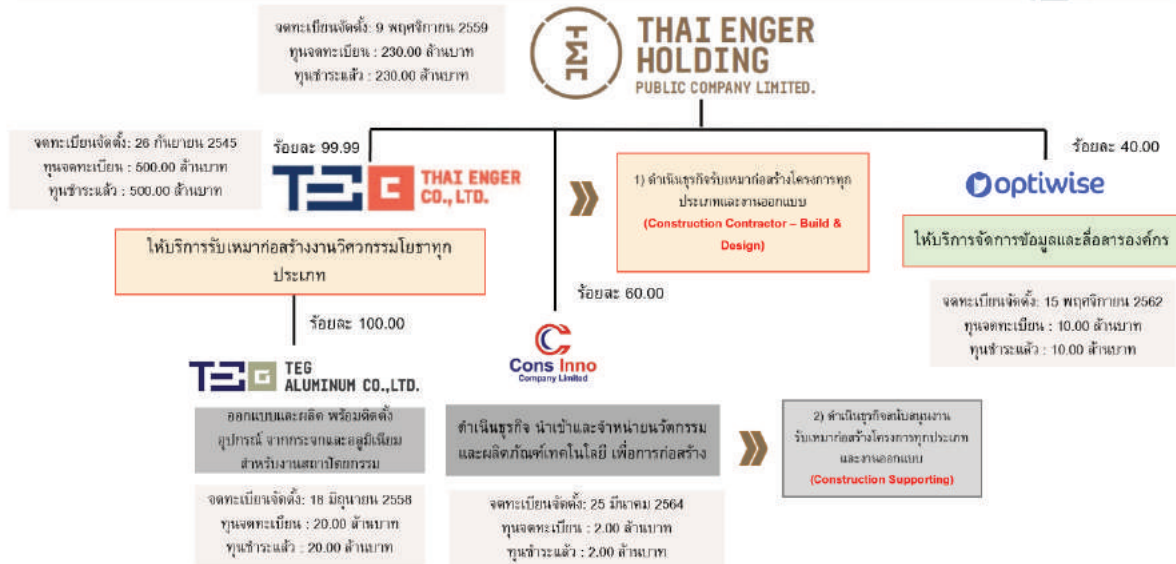 จดทะเบียนจัดตั้ง: 9 พฤศจิกายน 2559
ทุนจดทะเบียน : 230.00 ล้านบาท
ทุนชำระแล้ว : 230.00 ล้านบาท
THAI ENGER
HOLDING
PUBLIC COMPANY LIMITED.
จดทะเบียนจัดตั้ง: 26 กันยายน 2545
ทุนจดทะเบียน : 500.00 ล้านบาท
ทุนชำระแล้ว : 500.00 ล้านบาท
ร้อยละ 99.99
THAI ENGER
CO., LTD.
ให้บริการรับเหมาก่อสร้างงานวิศวกรรมโยธาทุก
ประเภท
1) ดำเนินธุรกิจรับเหมาก่อสร้างโครงการทุก
ประเภทและงานออกแบบ
(Construction Contractor – Build &
Design)
ร้อยละ 40.00
optiwise
ให้บริการจัดการข้อมูลและสื่อสารองค์กร
จดทะเบียนจัดตั้ง: 15 พฤศจิกายน 2562
ทุนจดทะเบียน : 10.00 ล้านบาท
ทุนชำระแล้ว : 10.00 ล้านบาท
ร้อยละ 100.00
TEG
ALUMINUM CO.,LTD.
ออกแบบและผลิต พร้อมติดตั้ง
อุปกรณ์ จากกระจกและอลูมิเนียม
สำหรับงานสถาปัตยกรรม
จดทะเบียนจัดตั้ง: 18 มิถุนายน 2558
ทุนจดทะเบียน : 20.00 ล้านบาท
ทุนชำระแล้ว : 20.00 ล้านบาท
ร้อยละ 60.00
Cons Inno
Company Limited
ดำเนินธุรกิจ นำเข้าและจำหน่ายนวัตกรรม
และผลิตภัณฑ์เทคโนโลยี เพื่อการก่อสร้าง
จดทะเบียนจัดตั้ง: 25 มีนาคม 2564
ทุนจดทะเบียน : 2.00 ล้านบาท
ทุนชำระแล้ว : 2.00 ล้านบาท
2) ดำเนินธุรกิจสนับสนุนงาน
รับเหมาก่อสร้างโครงการทุกประเภท
และงานออกแบบ
(Construction Supporting)